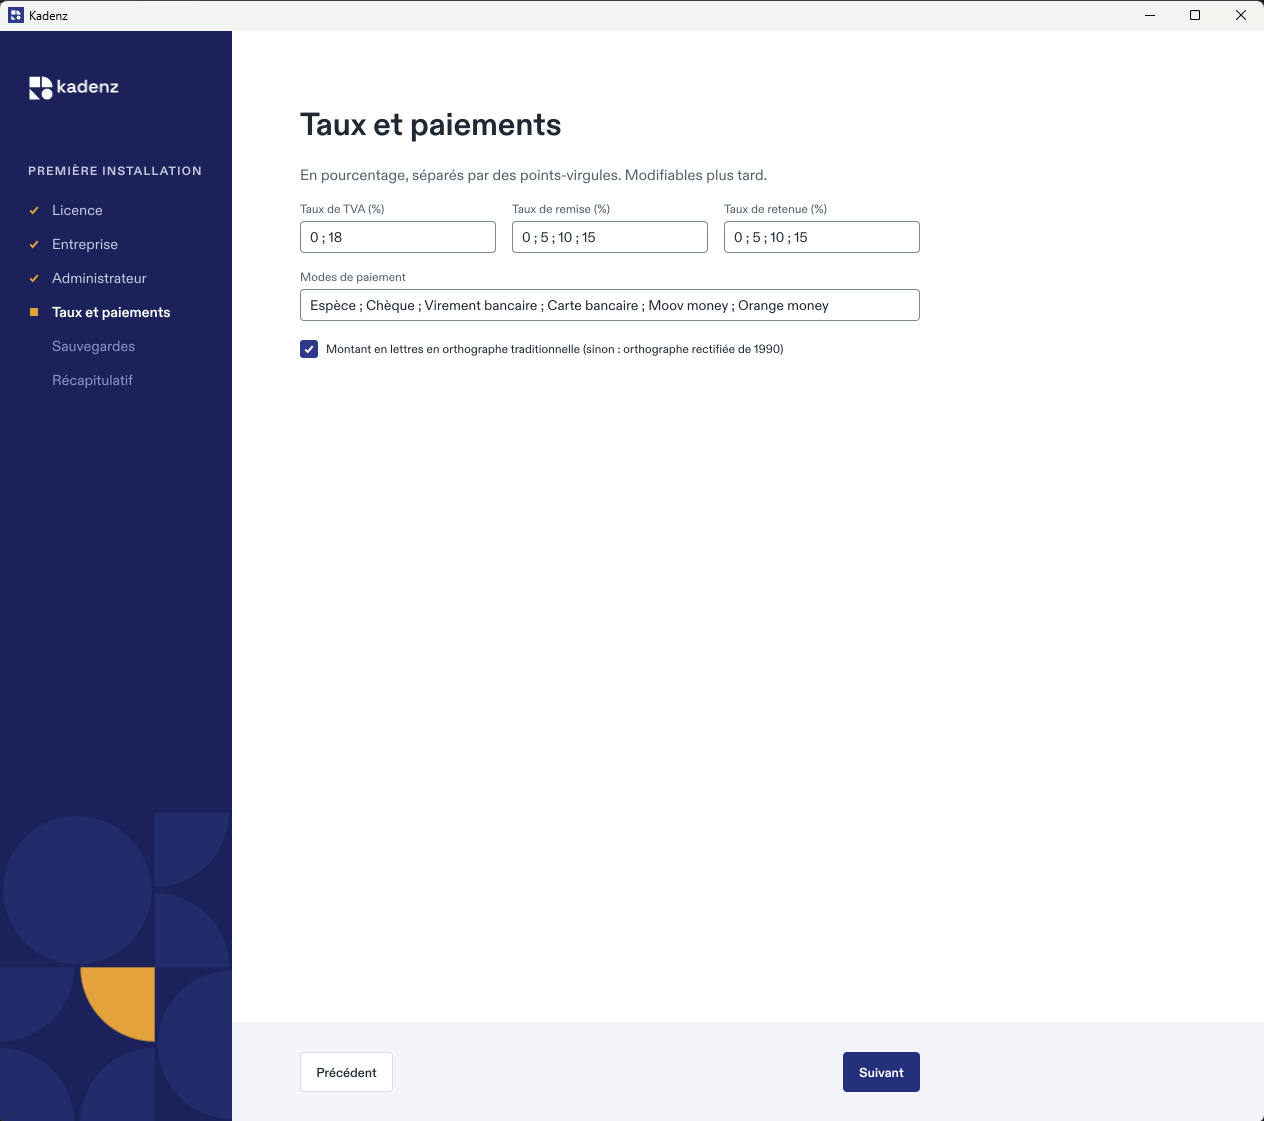 Kadenz
kadenz
PREMIÈRE INSTALLATION
Licence
Entreprise
Administrateur
Taux et paiements
Sauvegardes
Récapitulatif
Taux et paiements
En pourcentage, séparés par des points-virgules. Modifiables plus tard.
Taux de TVA (%) Taux de remise (%) Taux de retenue (%)
0 ; 18 0 ; 5 ; 10 ; 15 0 ; 5 ; 10 ; 15
Modes de paiement
Espèce ; Chèque ; Virement bancaire ; Carte bancaire ; Moov money ; Orange money
Montant en lettres en orthographe traditionnelle (sinon : orthographe rectifiée de 1990)
Précédent Suivant